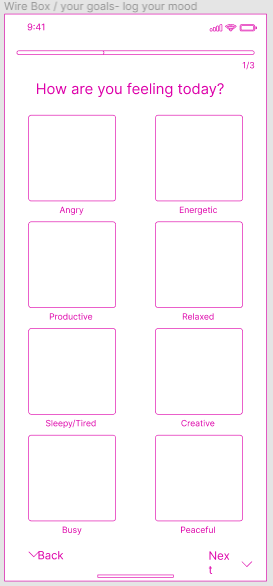 Wire Box / your goals- log your mood
9:41
1/3
How are you feeling today?
Angry
Energetic
Productive
Relaxed
Sleepy/Tired
Creative
Busy
Peaceful
Back
Nex
t